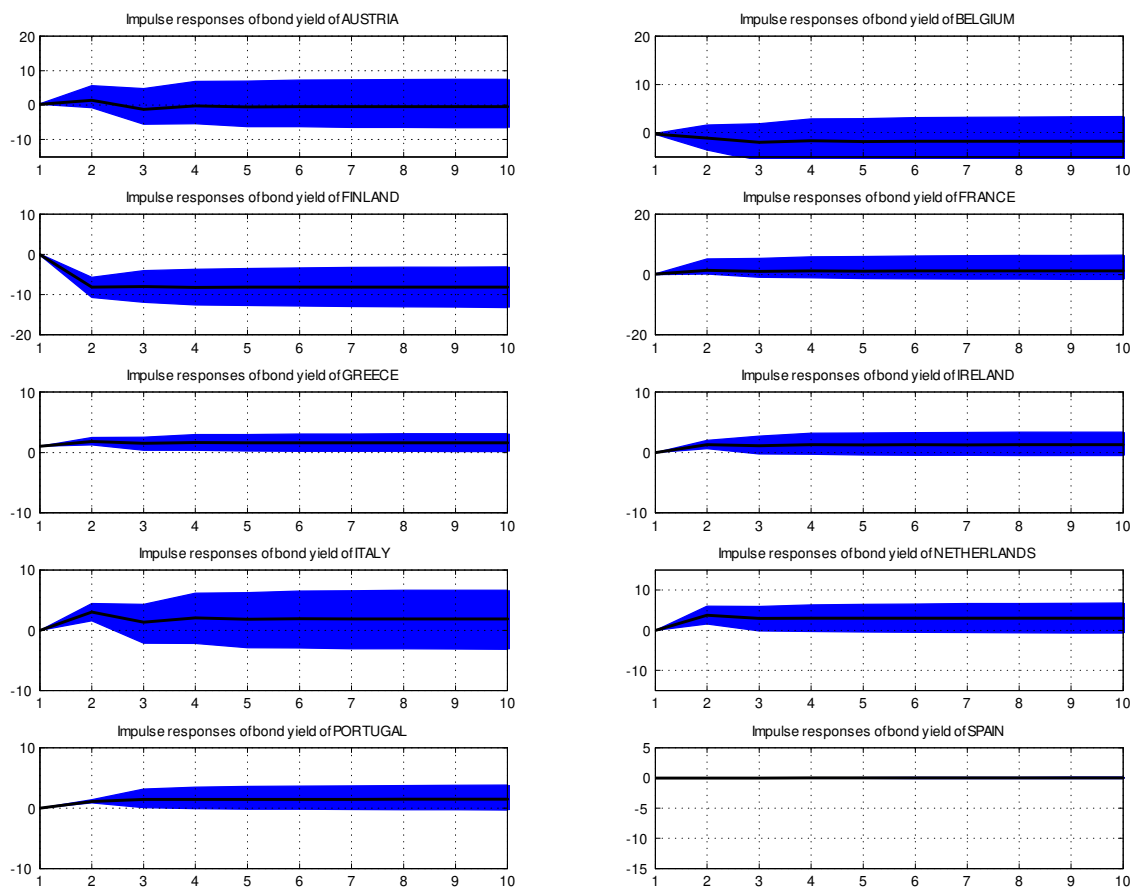 Impulse responses of bond yield of AUSTRIA
20
10
0
-10
1 2 3 4 5 6 7 8 9 10
Impulse responses of bond yield of BELGIUM
20
10
0
1 2 3 4 5 6 7 8 9 10
Impulse responses of bond yield of FINLAND
10
0
-10
-20
1 2 3 4 5 6 7 8 9 10
Impulse responses of bond yield of FRANCE
20
0
-20
1 2 3 4 5 6 7 8 9 10
Impulse responses of bond yield of GREECE
10
0
-10
1 2 3 4 5 6 7 8 9 10
Impulse responses of bond yield of IRELAND
10
0
-10
1 2 3 4 5 6 7 8 9 10
Impulse responses of bond yield of ITALY
10
0
-10
1 2 3 4 5 6 7 8 9 10
Impulse responses of bond yield of NETHERLANDS
10
0
-10
1 2 3 4 5 6 7 8 9 10
Impulse responses of bond yield of PORTUGAL
10
0
-10
1 2 3 4 5 6 7 8 9 10
Impulse responses of bond yield of SPAIN
5
0
-5
-10
-15
1 2 3 4 5 6 7 8 9 10